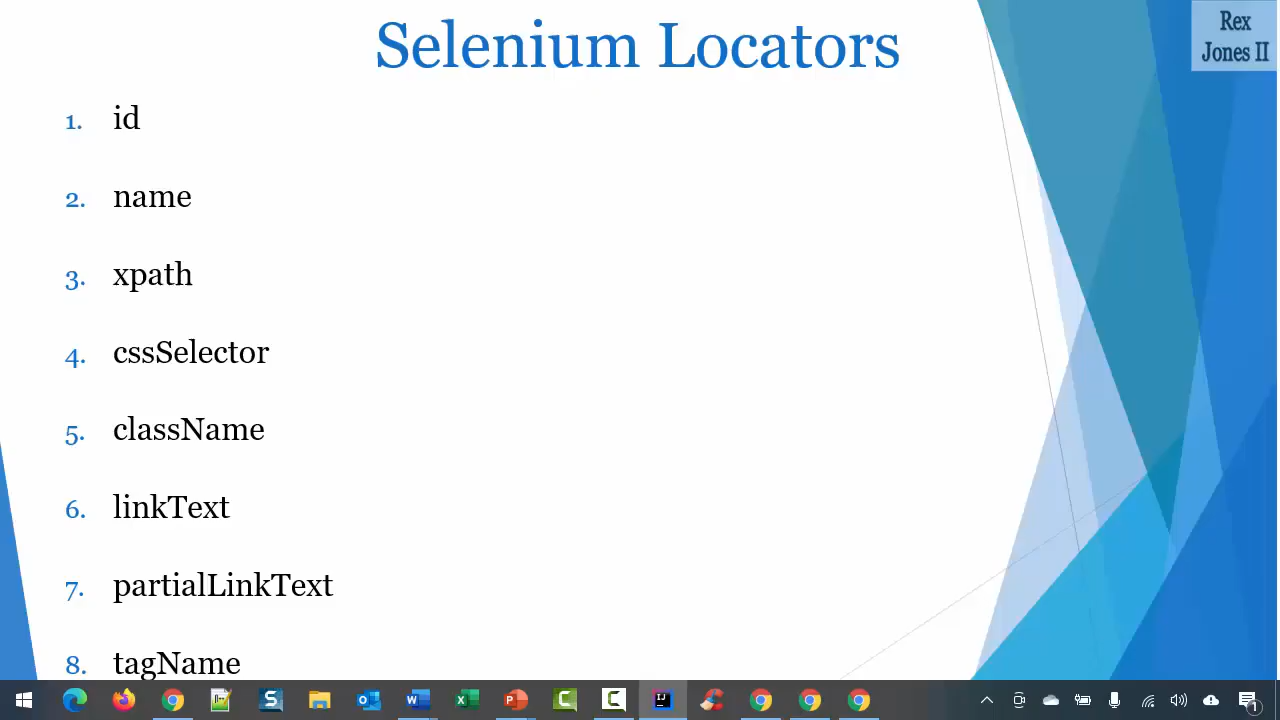 Selenium Locators
Rex
Jones II
1. id
2. name
3. xpath
4. cssSelector
5. className
6. linkText
7. partialLinkText
8. tagName